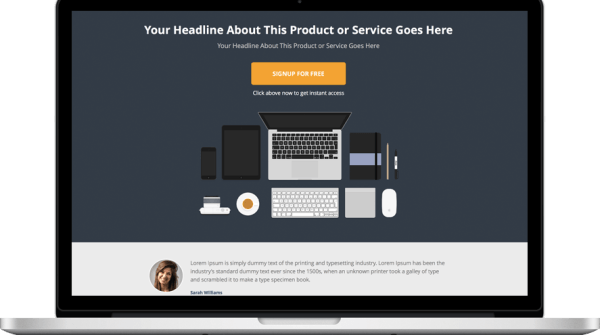 Your Headline About This Product or Service Goes Here
Your Headline About This Product or Service Goes Here
SIGNUP FOR FREE
Click above now to get instant access
Lorem Ipsum is simply dummy text of the printing and typesetting industry. Lorem Ipsum has been the
industry's standard dummy text ever since the 1500s, when an unknown printer took a galley of type
and scrambled it to make a type specimen book.
Sarah Williams